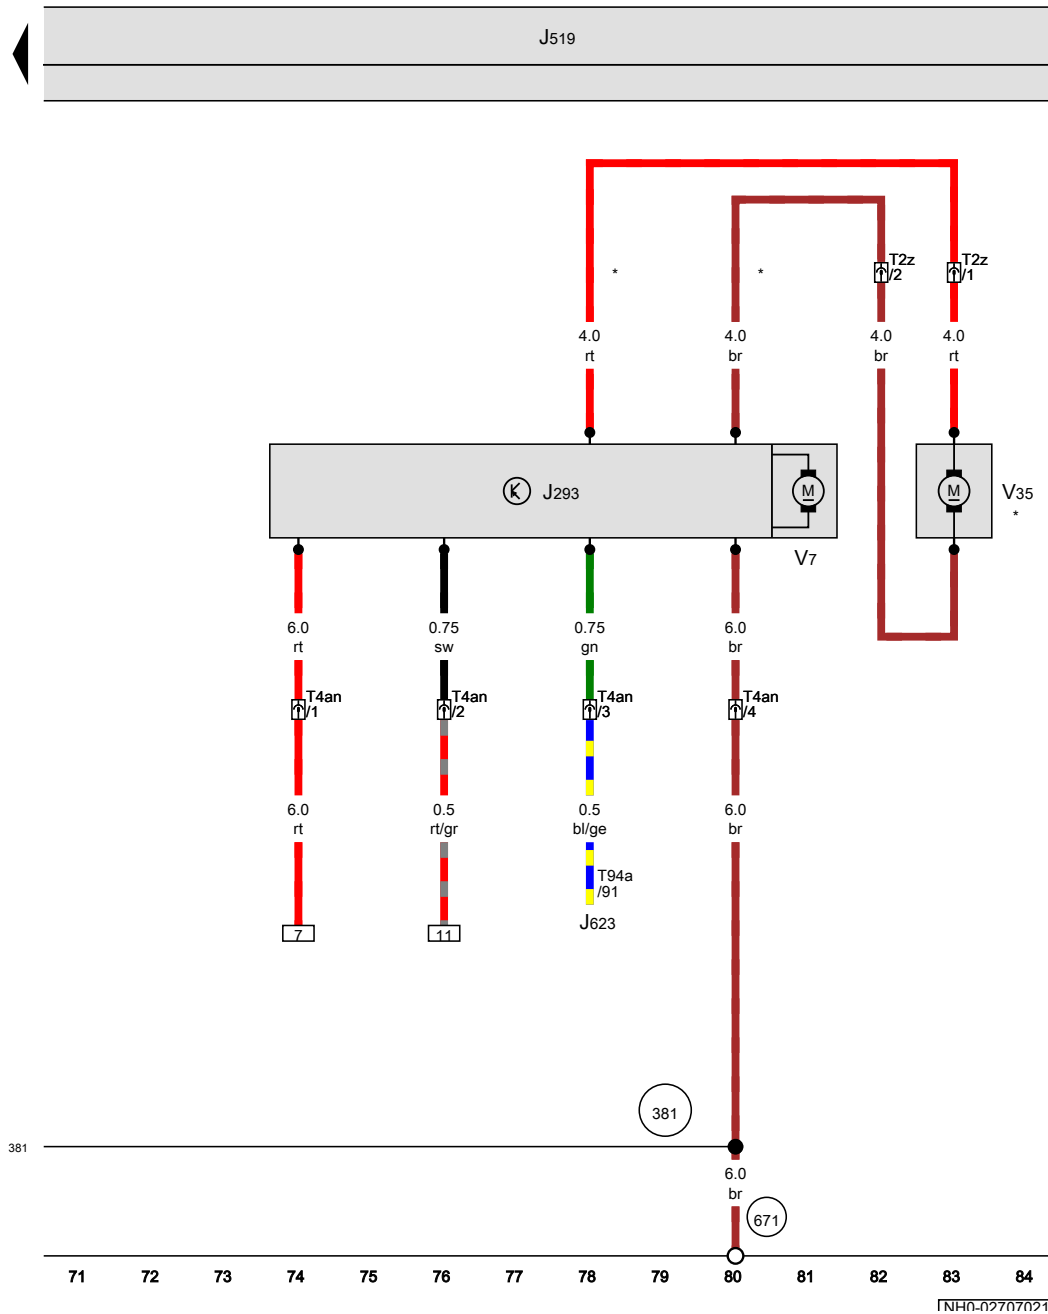 J519
T2z
/2
T2z
/1
*
*
4.0
rt
4.0
br
4.0
br
4.0
rt
J293
M
M
V35
*
V7
6.0
rt
0.75
sw
0.75
gn
6.0
br
T4an
/1
T4an
/2
T4an
/3
T4an
/4
6.0
rt
0.5
rt/gr
0.5
bl/ge
6.0
br
T94a
/91
J623
7
11
381
381
6.0
br
671
71 72 73 74 75 76 77 78 79 80 81 82 83 84
NH0-02707021